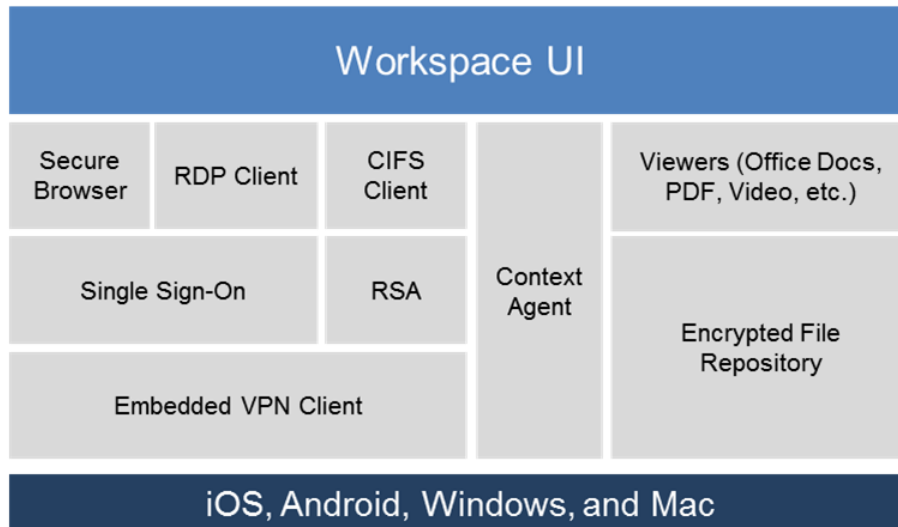 Workspace UI
Secure
Browser
RDP Client
CIFS
Client
Context
Agent
Viewers (Office Docs,
PDF, Video, etc.)
Single Sign-On
RSA
Encrypted File
Repository
Embedded VPN Client
iOS, Android, Windows, and Mac